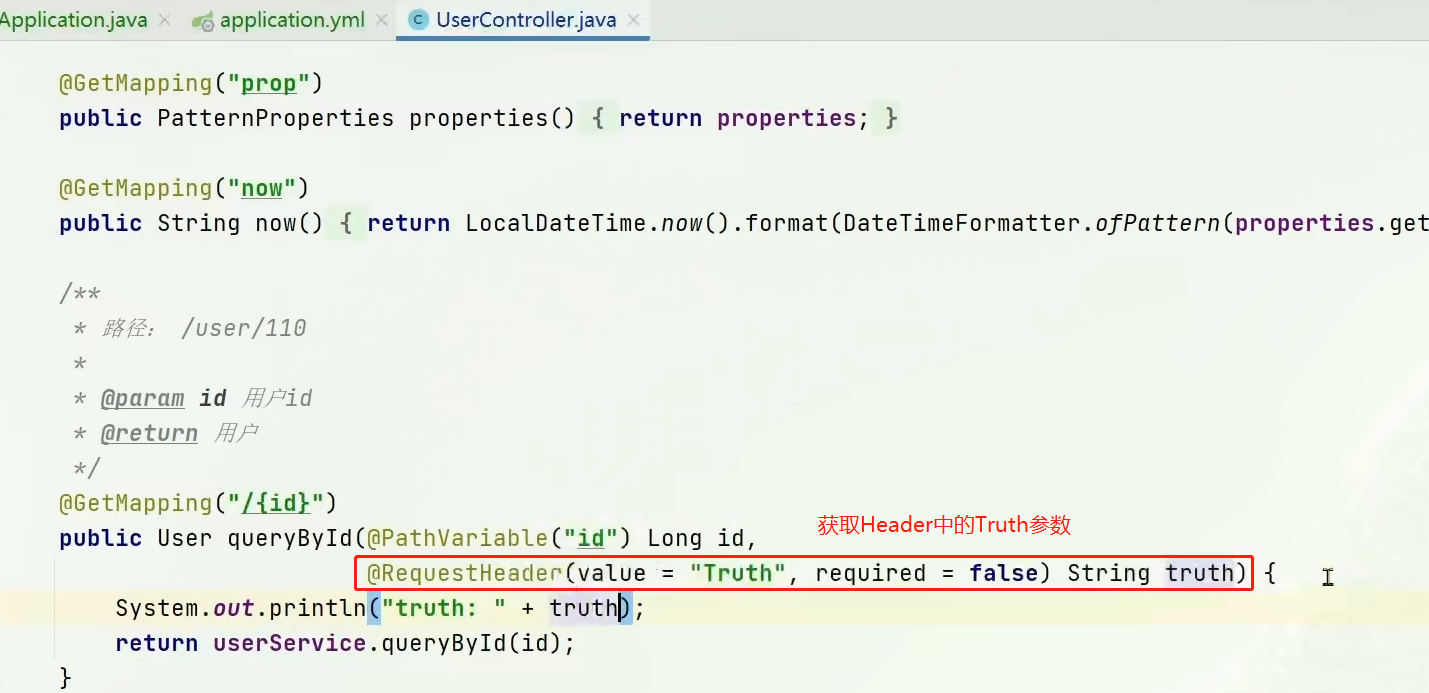 Application.java × application.yml × C UserController.java ×
@GetMapping("prop")
public PatternProperties properties() { return properties; }
@GetMapping("now")
public String now() { return LocalDateTime.now().format(DateTimeFormatter.ofPattern(properties.get
/**
* 路径： /user/110
*
* @param id 用户id
* @return 用户
*/
@GetMapping("/{id}")
获取Header中的Truth参数
public User queryById(@PathVariable("id") Long id,
@RequestHeader(value = "Truth", required = false) String truth) {
System.out.println("truth: " + truth);
return userService.queryById(id);
}